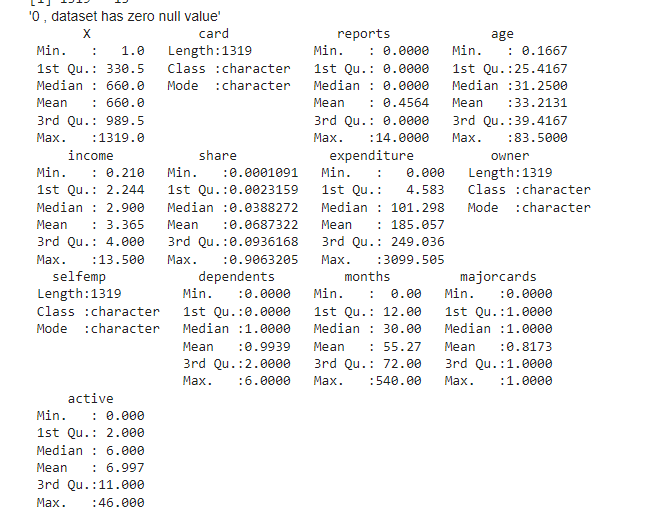 [1] 1319 13
'0 , dataset has zero null value'
X card reports age
Min. : 1.0 Length:1319 Min. : 0.0000 Min. : 0.1667
1st Qu.: 330.5 Class :character 1st Qu.: 0.0000 1st Qu.:25.4167
Median : 660.0 Mode :character Median : 0.0000 Median :31.2500
Mean : 660.0 Mean : 0.4564 Mean :33.2131
3rd Qu.: 989.5 3rd Qu.: 0.0000 3rd Qu.:39.4167
Max. :1319.0 Max. :14.0000 Max. :83.5000
income share expenditure owner
Min. : 0.210 Min. :0.0001091 Min. : 0.000 Length:1319
1st Qu.: 2.244 1st Qu.:0.0023159 1st Qu.: 4.583 Class :character
Median : 2.900 Median :0.0388272 Median : 101.298 Mode :character
Mean : 3.365 Mean :0.0687322 Mean : 185.057
3rd Qu.: 4.000 3rd Qu.:0.0936168 3rd Qu.: 249.036
Max. :13.500 Max. :0.9063205 Max. :3099.505
selfemp dependents months majorcards
Length:1319 Min. :0.0000 Min. : 0.00 Min. :0.0000
Class :character 1st Qu.:0.0000 1st Qu.: 12.00 1st Qu.:1.0000
Mode :character Median :1.0000 Median : 30.00 Median :1.0000
Mean :0.9939 Mean : 55.27 Mean :0.8173
3rd Qu.:2.0000 3rd Qu.: 72.00 3rd Qu.:1.0000
Max. :6.0000 Max. :540.00 Max. :1.0000
active
Min. : 0.000
1st Qu.: 2.000
Median : 6.000
Mean : 6.997
3rd Qu.:11.000
Max. :46.000